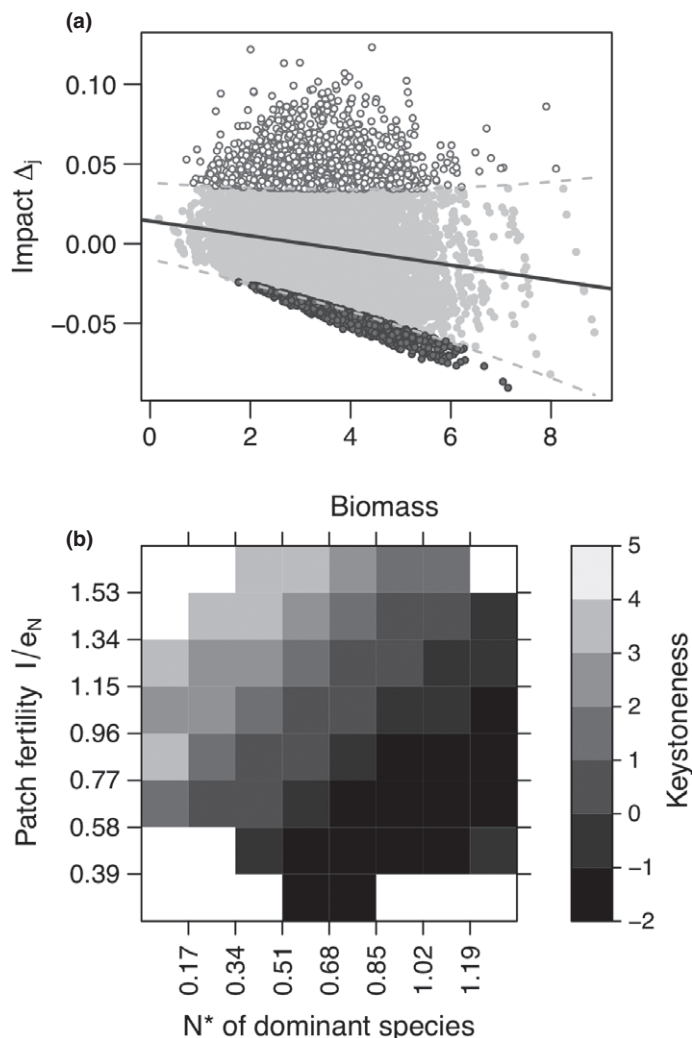 (a)
Impact Δj
0.10
0.05
0.00
−0.05
0 2 4 6 8
Biomass
(b)
Patch fertility I/eN
1.53
1.34
1.15
0.96
0.77
0.58
0.39
0.17 0.34 0.51 0.68 0.85 1.02 1.19
N* of dominant species
5
4
3
2
1
0
−1
−2
Keystoneness